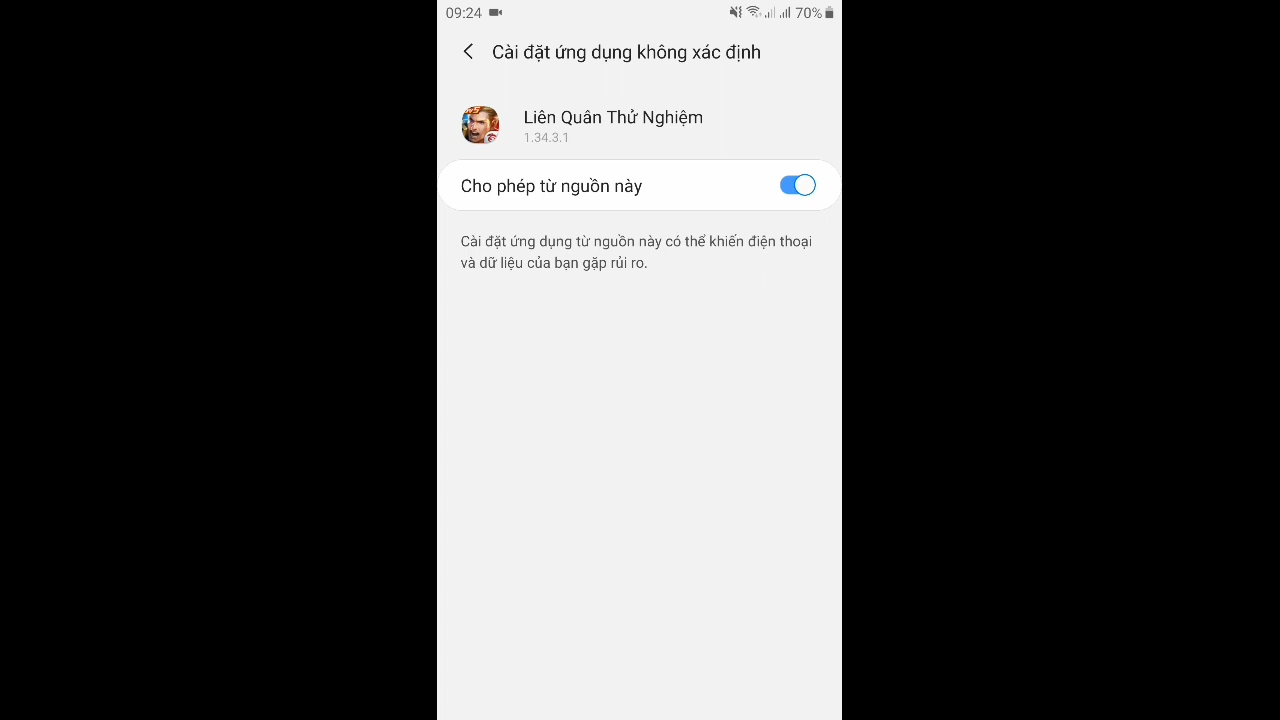 09:24 70%
Cài đặt ứng dụng không xác định
Liên Quân Thử Nghiệm
1.34.3.1
Cho phép từ nguồn này
Cài đặt ứng dụng từ nguồn này có thể khiến điện thoại
và dữ liệu của bạn gặp rủi ro.